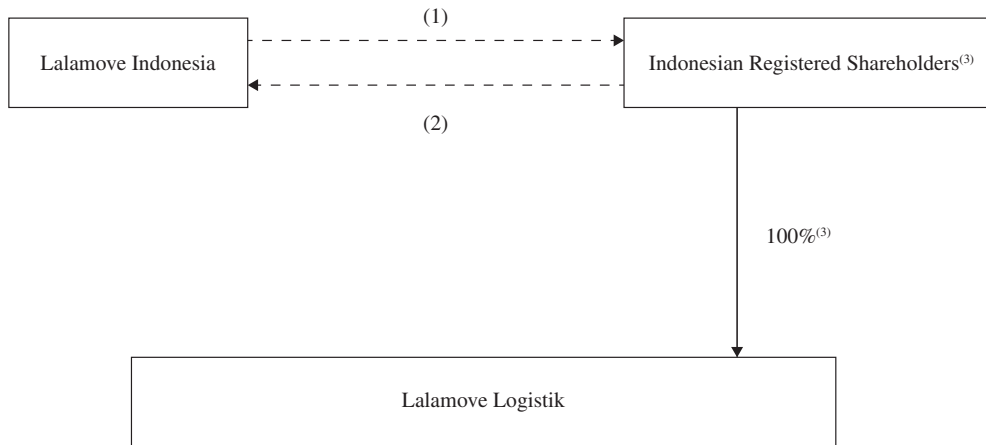 (1)
Lalamove Indonesia
Indonesian Registered Shareholders(3)
(2)
100%(3)
Lalamove Logistik